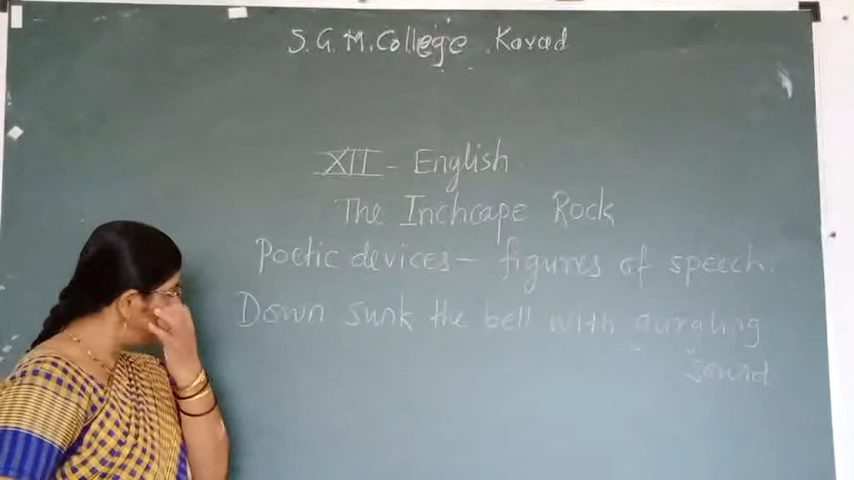 S.G.M. College Karad
XII - English
The Inchcape Rock
Poetic devices - figures of speech.
Down sunk the bell with gurgling
sound